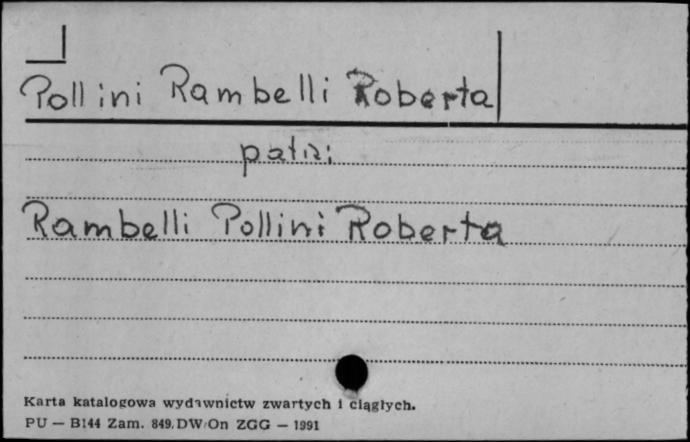 Pollini Rambelli Roberta
patrz:
Rambelli Pollini Roberta
Karta katalogowa wydawnictw zwartych i ciągłych.
PU — B144 Zam. 849. DW/On ZGG — 1991